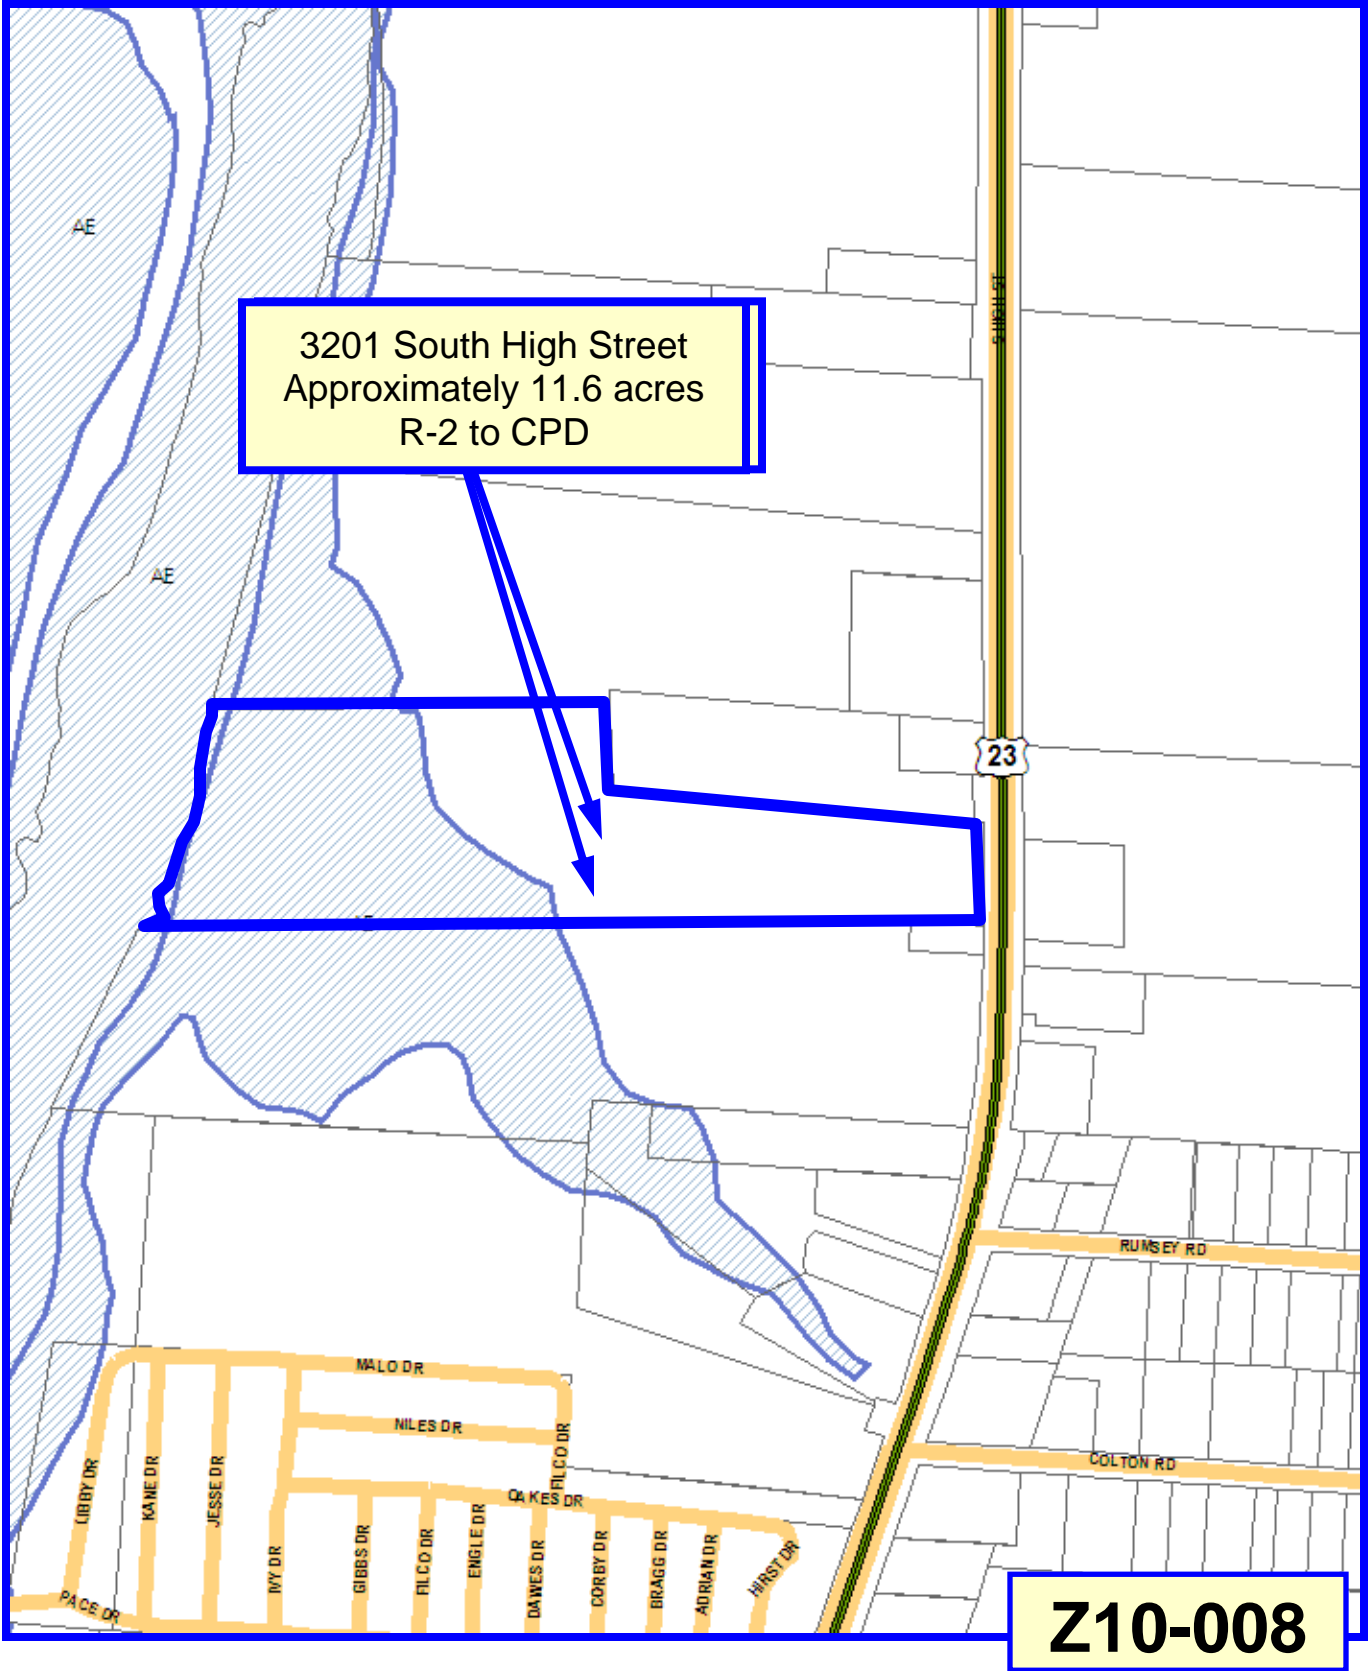 AE
S HIGH ST
3201 South High Street
Approximately 11.6 acres
R-2 to CPD
AE
23
AE
RUMSEY RD
MALO DR
NILES DR
FILCO DR
COLTON RD
LIBBY DR
KANE DR
JESSE DR
OAKES DR
IVY DR
GIBBS DR
FILCO DR
ENGLE DR
DAWES DR
CORBY DR
BRAGG DR
ADRIAN DR
HIRST DR
PACE DR
Z10-008